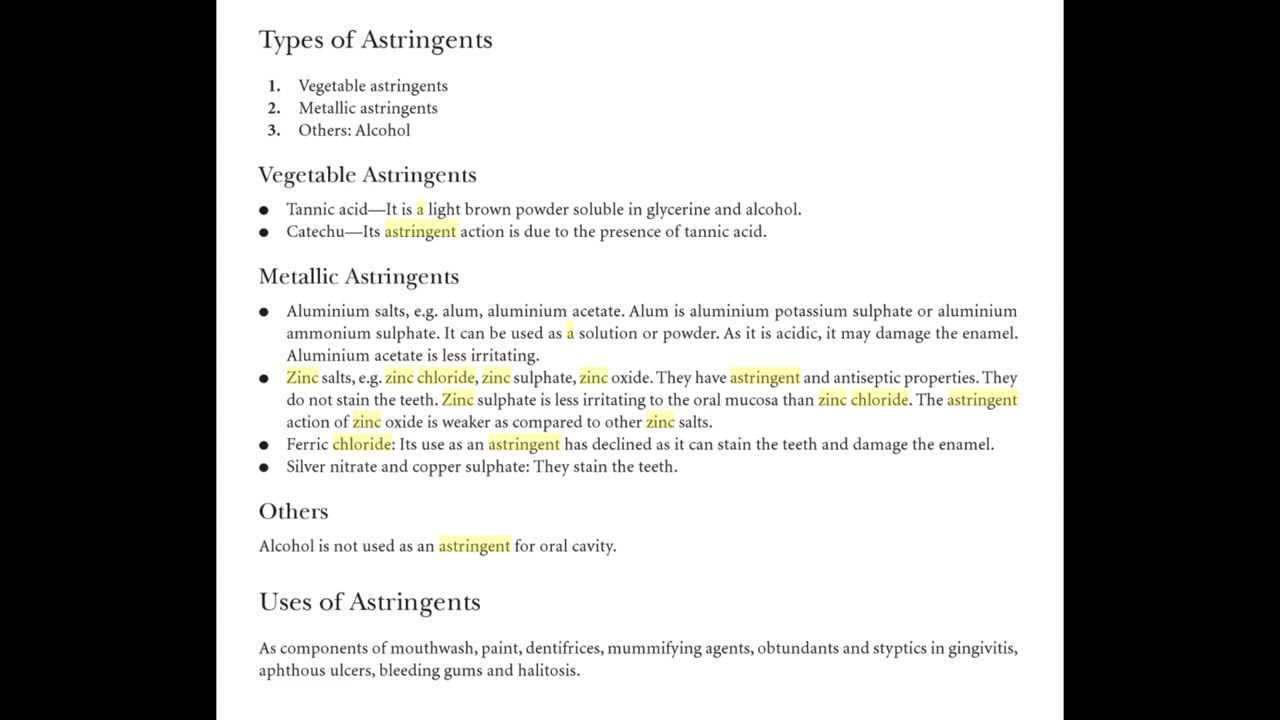 Types of Astringents
1. Vegetable astringents
2. Metallic astringents
3. Others: Alcohol
Vegetable Astringents
● Tannic acid—It is a light brown powder soluble in glycerine and alcohol.
● Catechu—Its astringent action is due to the presence of tannic acid.
Metallic Astringents
● Aluminium salts, e.g. alum, aluminium acetate. Alum is aluminium potassium sulphate or aluminium
ammonium sulphate. It can be used as a solution or powder. As it is acidic, it may damage the enamel.
Aluminium acetate is less irritating.
● Zinc salts, e.g. zinc chloride, zinc sulphate, zinc oxide. They have astringent and antiseptic properties. They
do not stain the teeth. Zinc sulphate is less irritating to the oral mucosa than zinc chloride. The astringent
action of zinc oxide is weaker as compared to other zinc salts.
● Ferric chloride: Its use as an astringent has declined as it can stain the teeth and damage the enamel.
● Silver nitrate and copper sulphate: They stain the teeth.
Others
Alcohol is not used as an astringent for oral cavity.
Uses of Astringents
As components of mouthwash, paint, dentifrices, mummifying agents, obtundants and styptics in gingivitis,
aphthous ulcers, bleeding gums and halitosis.